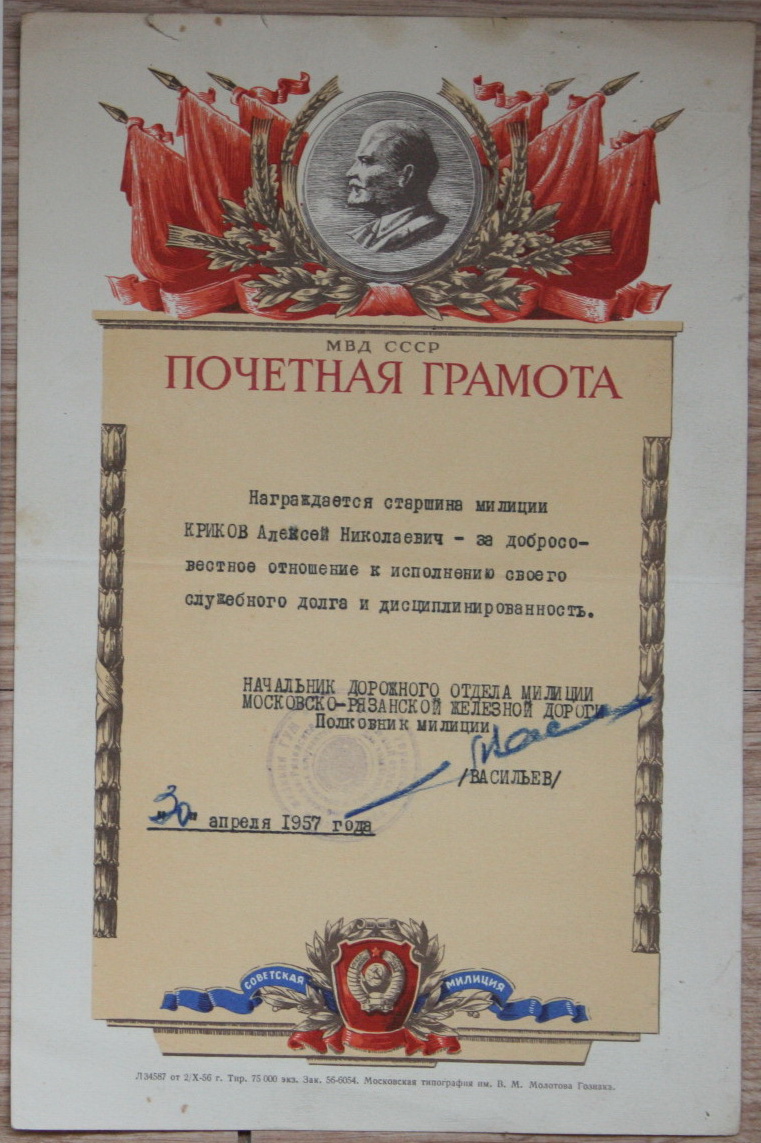 МВД СССР
ПОЧЕТНАЯ ГРАМОТА
Награждается старшина милиции
КРИКОВ Алексей Николаевич – за добросо-
вестное отношение к исполнению своего
служебного долга и дисциплинированность.
НАЧАЛЬНИК ДОРОЖНОГО ОТДЕЛА МИЛИЦИИ
МОСКОВСКО-РЯЗАНСКОЙ ЖЕЛЕЗНОЙ ДОРОГИ
Полковник милиции
/ВАСИЛЬЕВ/
"30" апреля 1957 года
СОВЕТСКАЯ МИЛИЦИЯ
Л34587 от 2/X-56 г. Тир. 75 000 экз. Зак. 56-6054. Московская типография им. В. М. Молотова Гознака.